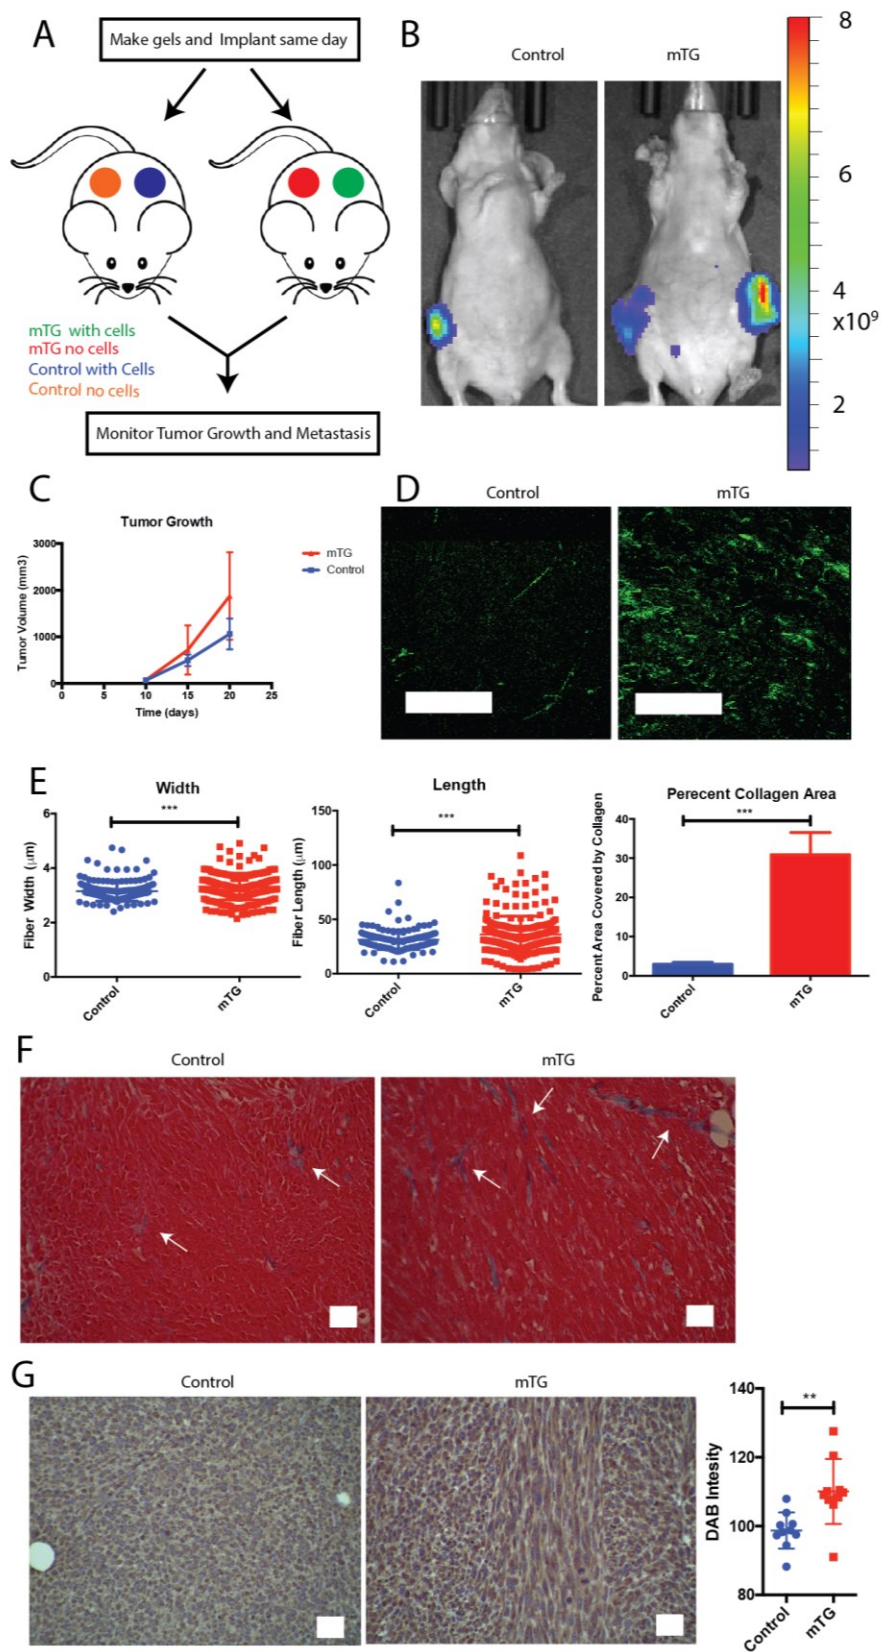 A
Make gels and Implant same day
mTG with cells
mTG no cells
Control with Cells
Control no cells
Monitor Tumor Growth and Metastasis
B
Control
mTG
8
6
4
x10⁹
2
C
Tumor Growth
Tumor Volume (mm3)
3000
2000
1000
0
0
5
10
15
20
25
Time (days)
mTG
Control
D
Control
mTG
E
Width
***
Fiber Width (μm)
6
4
2
0
Control
mTG
Length
***
Fiber Length (μm)
150
100
50
0
Control
mTG
Perecent Collagen Area
***
Percent Area Covered by Collagen
40
30
20
10
0
Control
mTG
F
Control
mTG
G
Control
mTG
**
DAB Intesity
140
120
100
80
Control
mTG